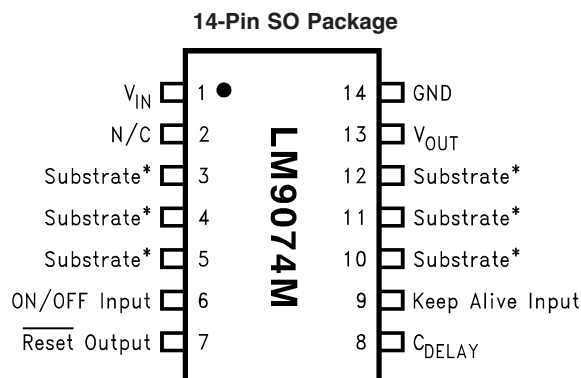 14-Pin SO Package
V_IN 1 14 GND
N/C 2 13 V_OUT
Substrate* 3 12 Substrate*
Substrate* 4 11 Substrate*
Substrate* 5 10 Substrate*
ON/OFF Input 6 9 Keep Alive Input
Reset Output 7 8 C_DELAY
LM9074M